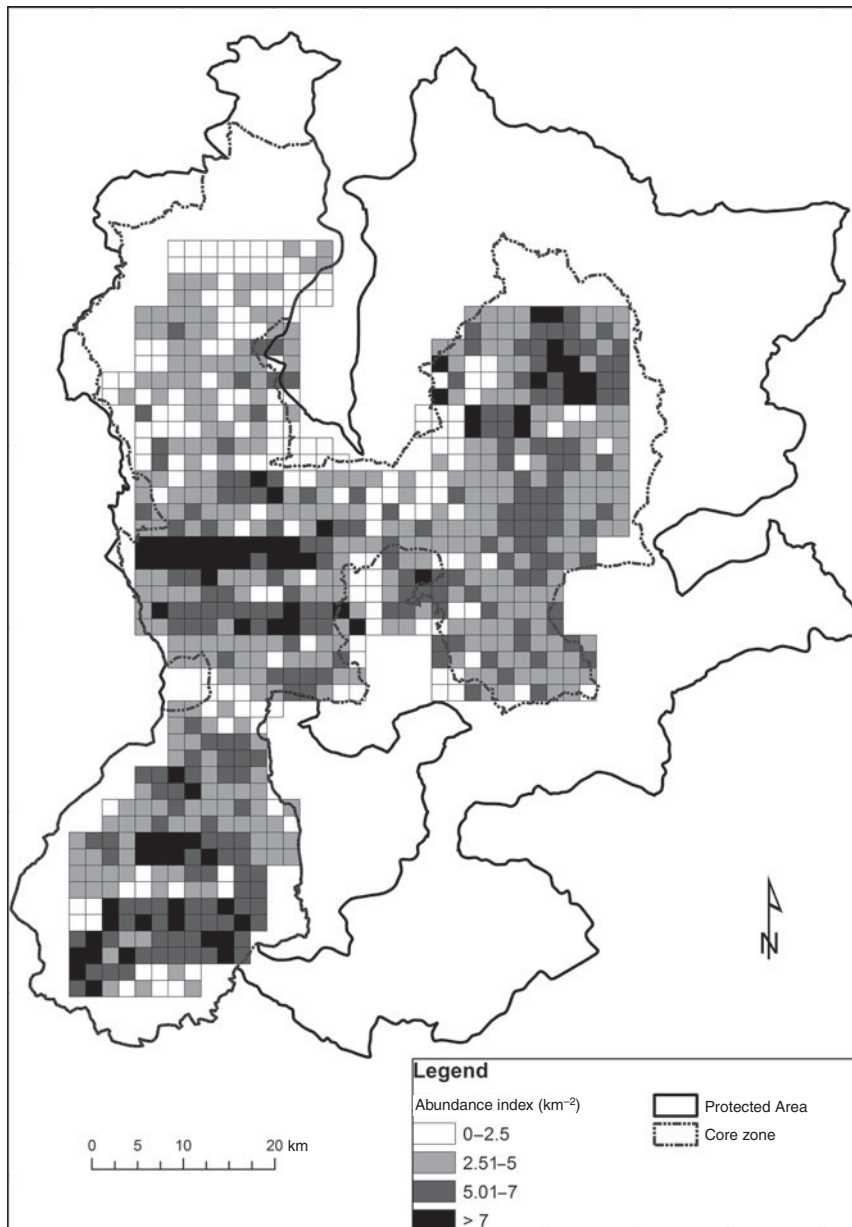 N
Legend
Abundance index (km⁻²)
0–2.5
2.51–5
5.01–7
> 7
Protected Area
Core zone
0 5 10 20 km